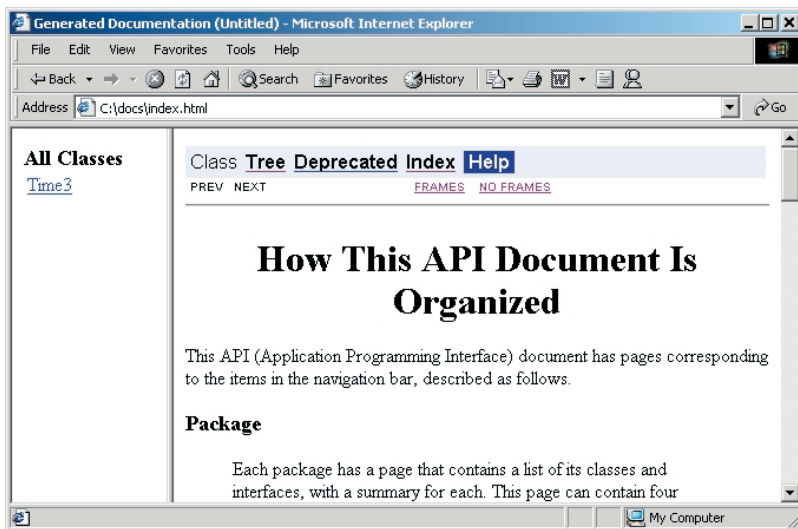 Generated Documentation (Untitled) - Microsoft Internet Explorer
File Edit View Favorites Tools Help
Back Search Favorites History
Address C:\docs\index.html Go
All Classes
Time3
Class Tree Deprecated Index Help
PREV NEXT FRAMES NO FRAMES
How This API Document Is
Organized
This API (Application Programming Interface) document has pages corresponding
to the items in the navigation bar, described as follows.
Package
Each package has a page that contains a list of its classes and
interfaces, with a summary for each. This page can contain four
My Computer